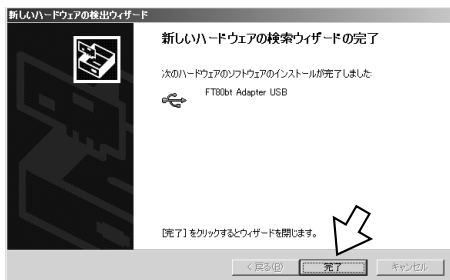 新しいハードウェアの検出ウィザード
新しいハードウェアの検索ウィザードの完了
次のハードウェアのソフトウェアのインストールが完了しました
FT80bt Adapter USB
[完了] をクリックするとウィザードを閉じます。
< 戻る(B)
完了
キャンセル